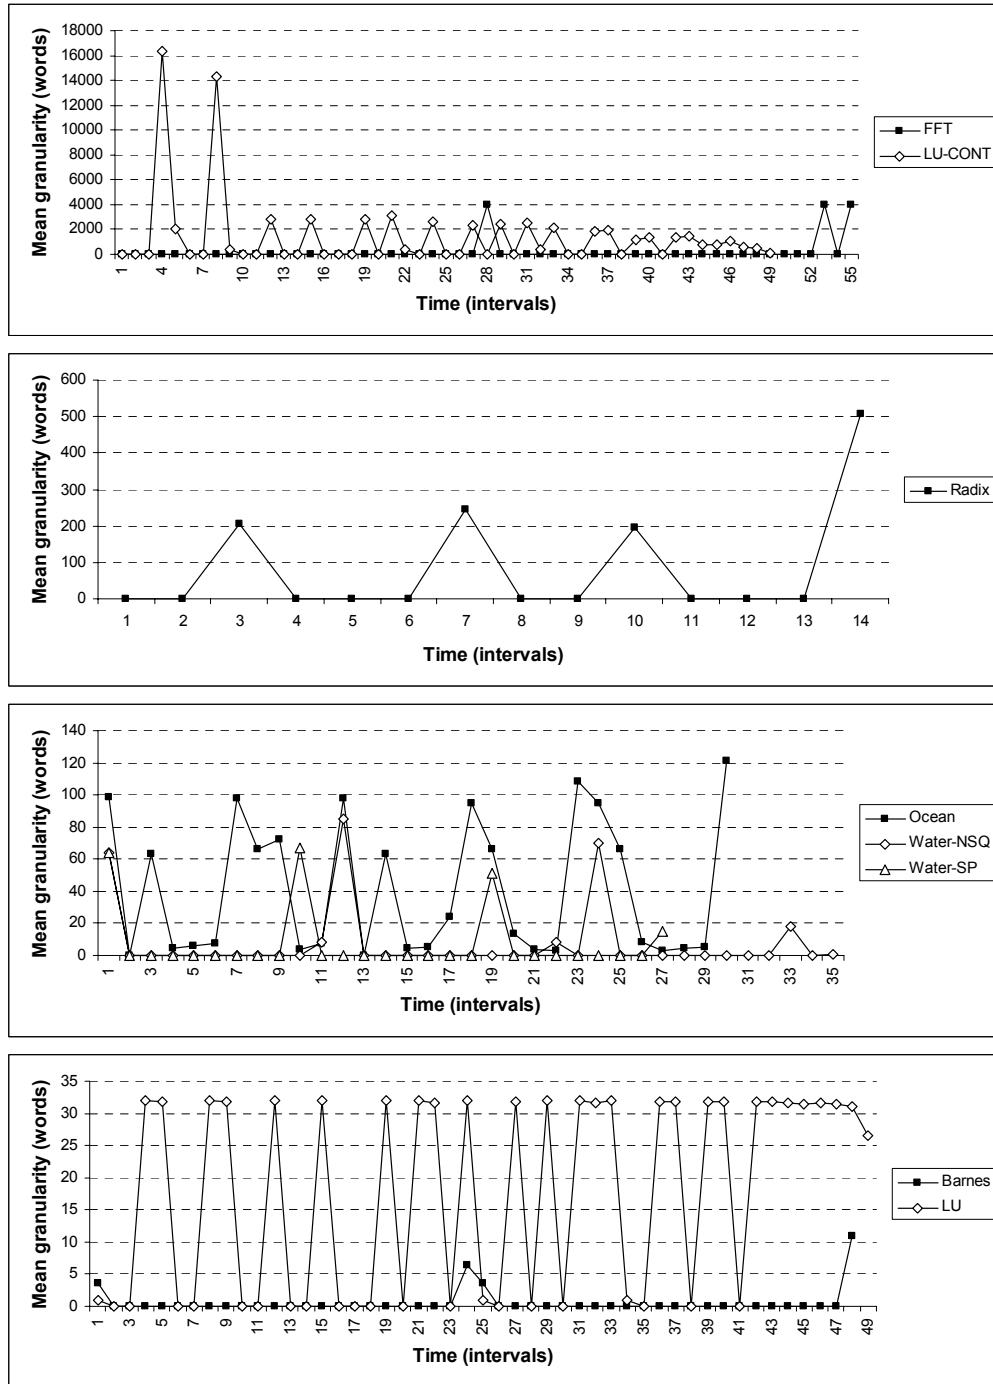 Mean granularity (words)
18000
16000
14000
12000
10000
8000
6000
4000
2000
0
1 4 7 10 13 16 19 22 25 28 31 34 37 40 43 46 49 52 55
Time (intervals)
FFT
LU-CONT
Mean granularity (words)
600
500
400
300
200
100
0
1 2 3 4 5 6 7 8 9 10 11 12 13 14
Time (intervals)
Radix
Mean granularity (words)
140
120
100
80
60
40
20
0
1 3 5 7 9 11 13 15 17 19 21 23 25 27 29 31 33 35
Time (intervals)
Ocean
Water-NSQ
Water-SP
Mean granularity (words)
35
30
25
20
15
10
5
0
1 3 5 7 9 11 13 15 17 19 21 23 25 27 29 31 33 35 37 39 41 43 45 47 49
Time (intervals)
Barnes
LU